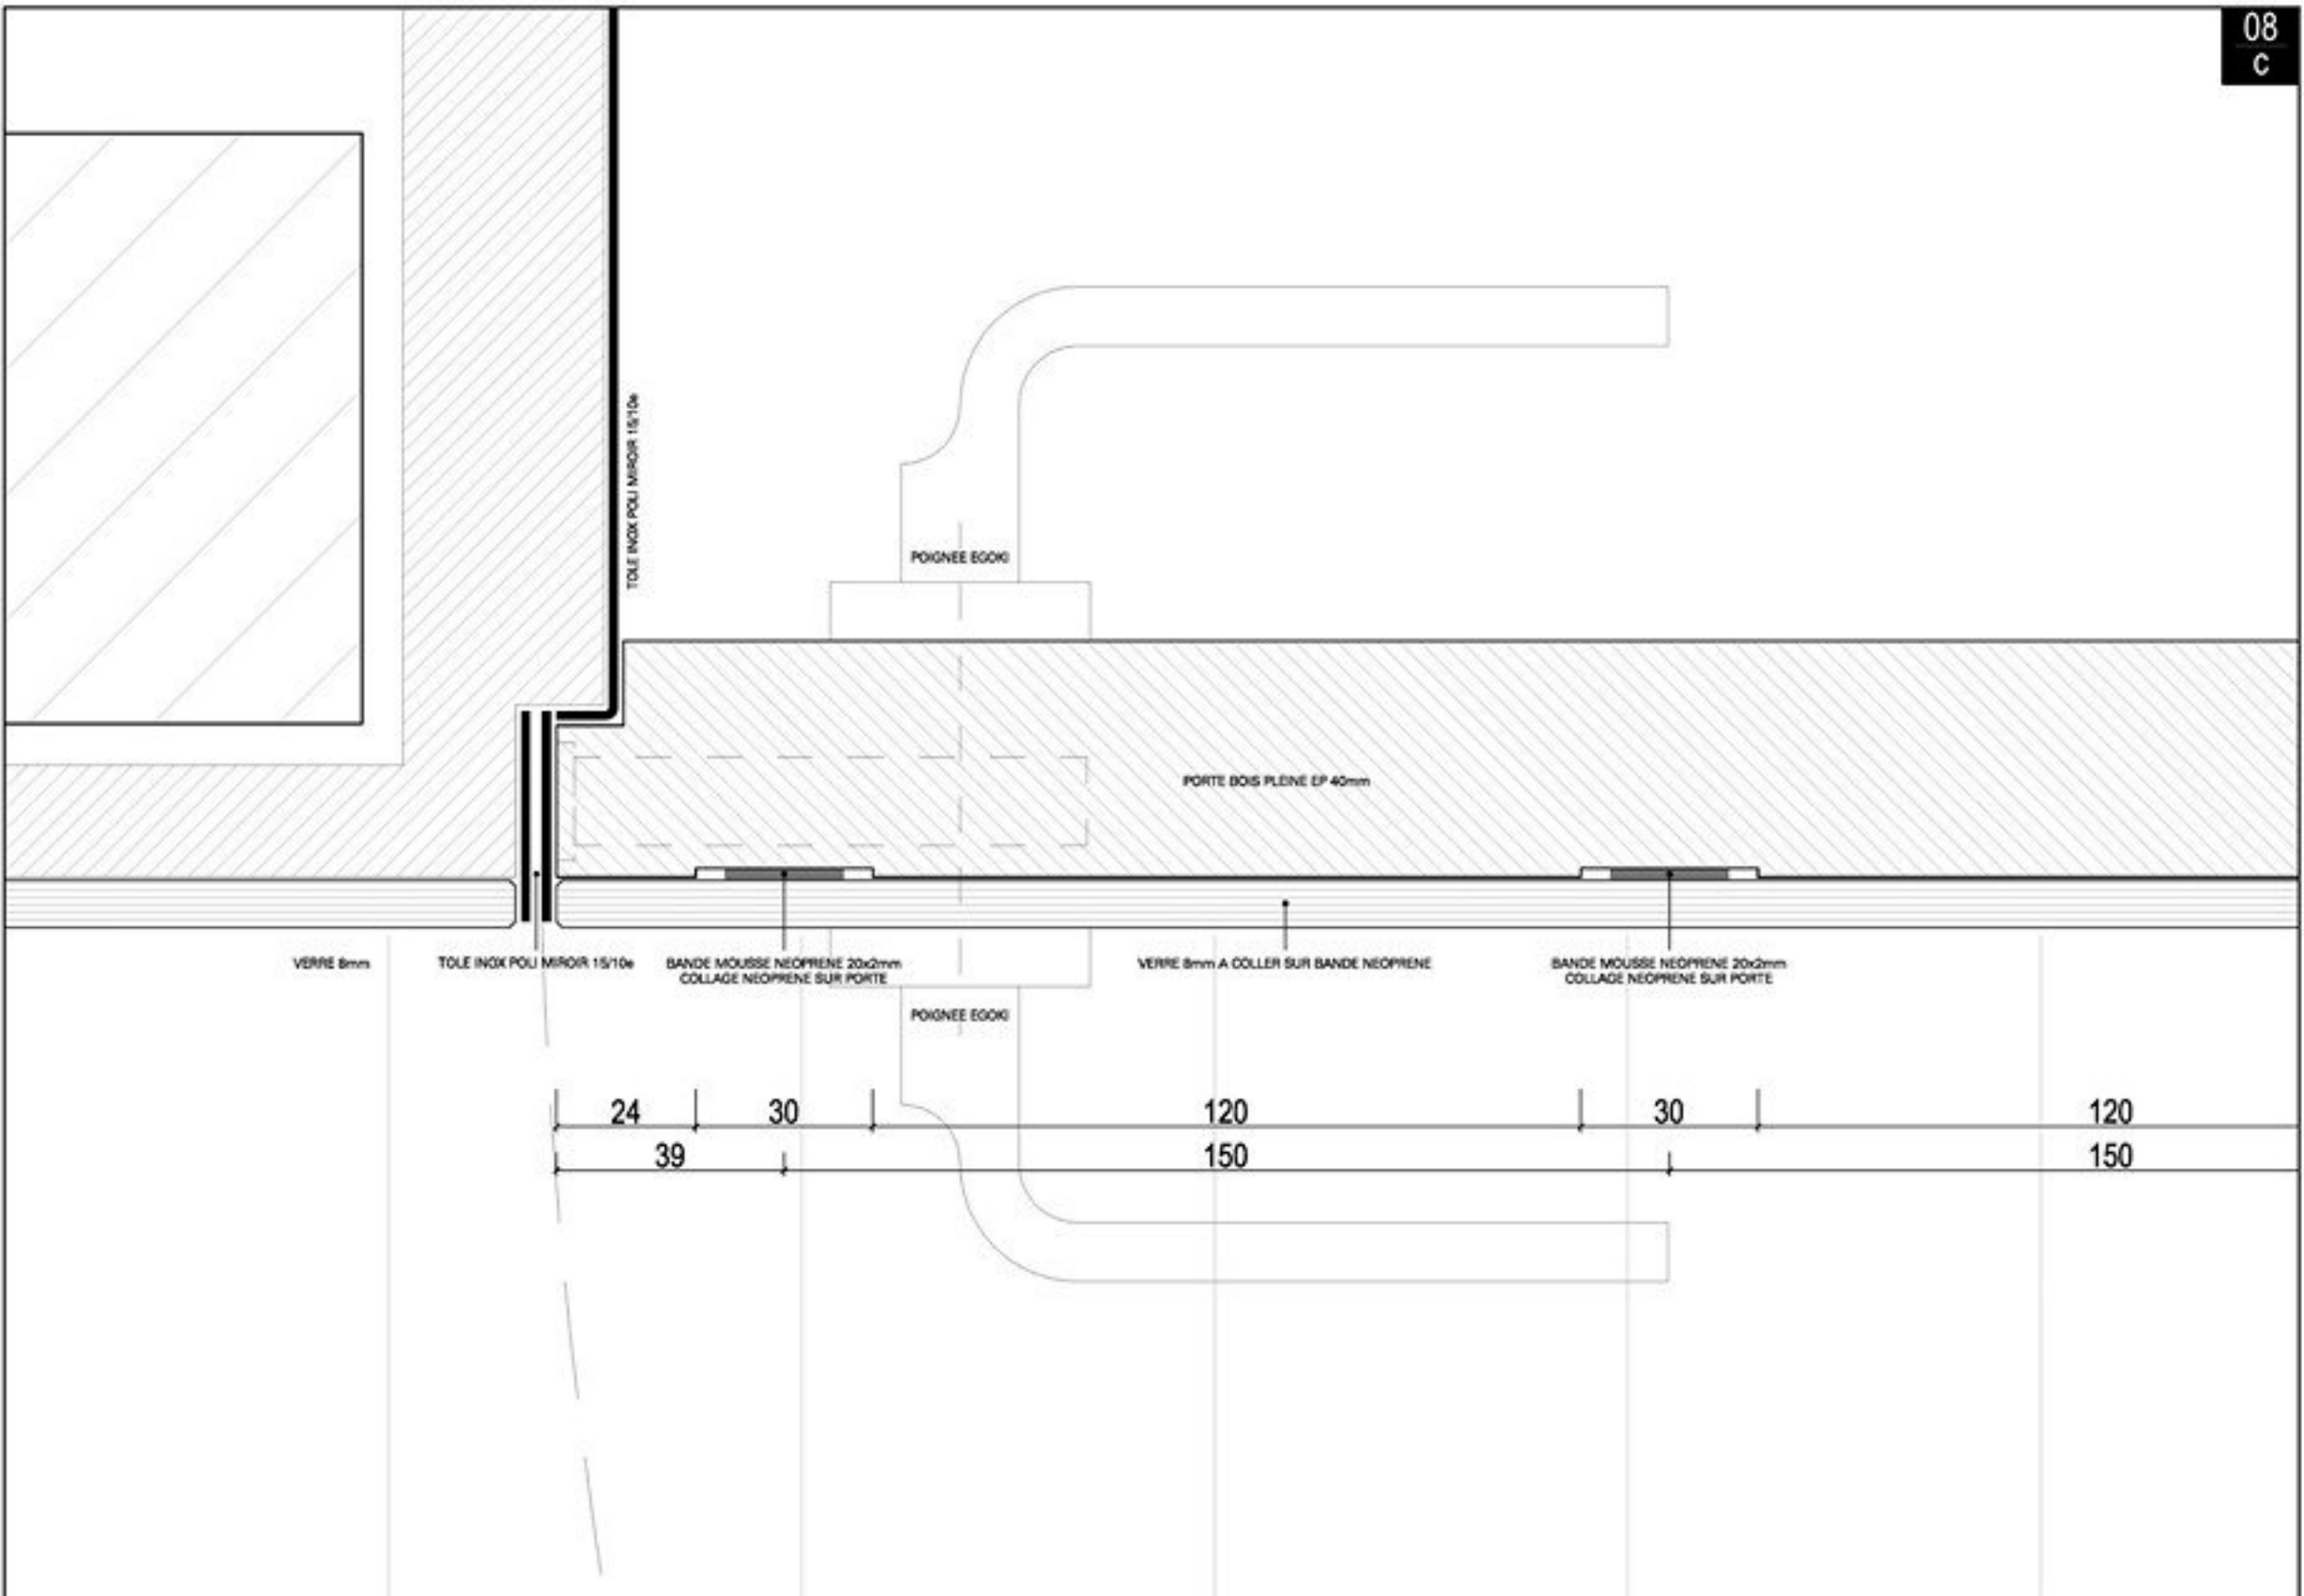 08
C
TOLE INOX POLI MIROIR 15/10e
POIGNEE EGOKI
PORTE BOIS PLEINE EP 40mm
VERRE 8mm
TOLE INOX POLI MIROIR 15/10e
BANDE MOUSSE NEOPRENE 20x2mm
COLLAGE NEOPRENE SUR PORTE
VERRE 8mm A COLLER SUR BANDE NEOPRENE
BANDE MOUSSE NEOPRENE 20x2mm
COLLAGE NEOPRENE SUR PORTE
POIGNEE EGOKI
24
30
120
30
120
39
150
150